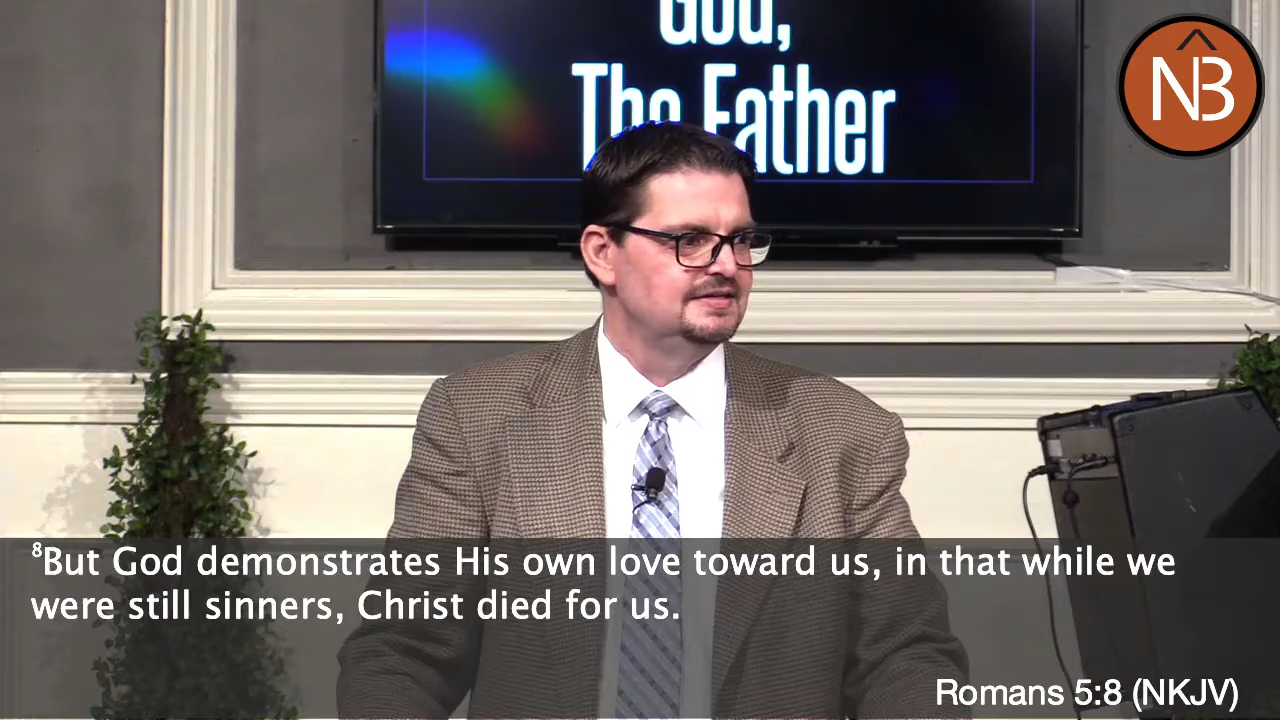 God,
The Father
NB
⁸But God demonstrates His own love toward us, in that while we
were still sinners, Christ died for us.
Romans 5:8 (NKJV)